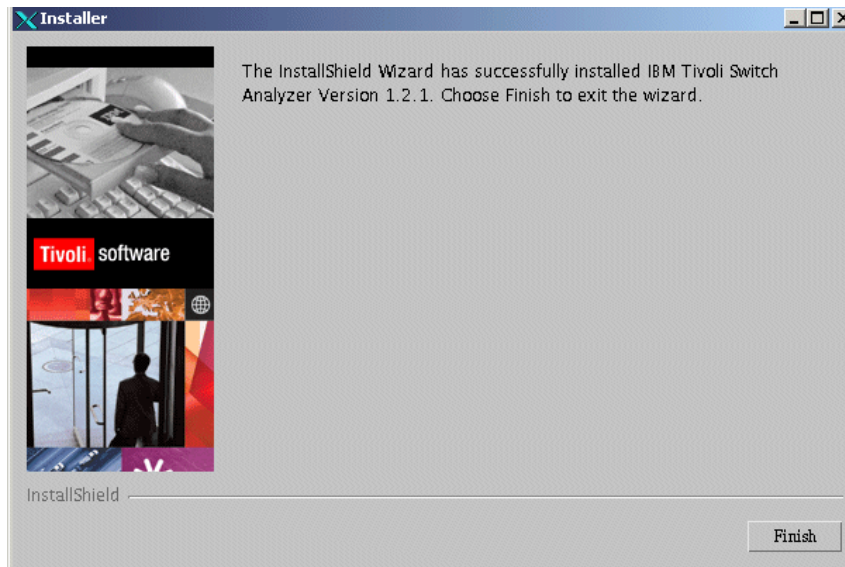 Installer
The InstallShield Wizard has successfully installed IBM Tivoli Switch
Analyzer Version 1.2.1. Choose Finish to exit the wizard.
Tivoli. software
InstallShield
Finish